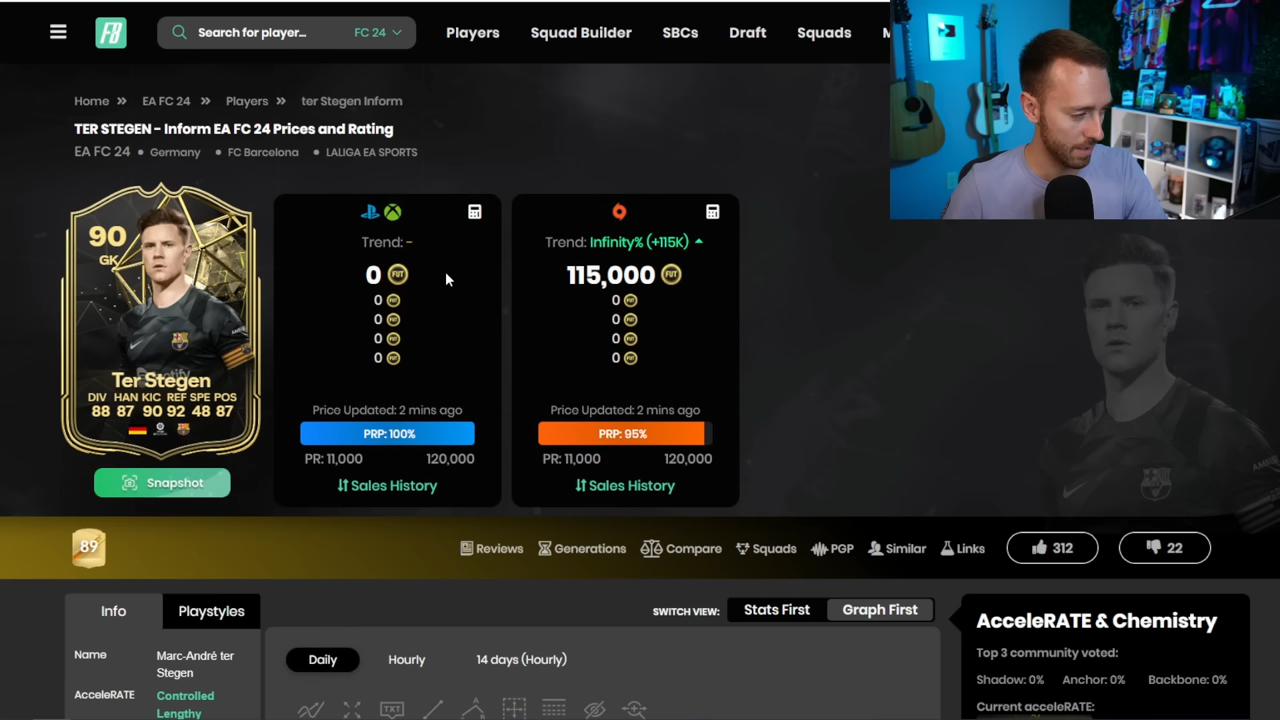 FB
Search for player...
FC 24
Players
Squad Builder
SBCs
Draft
Squads
Home
EA FC 24
Players
ter Stegen Inform
TER STEGEN - Inform EA FC 24 Prices and Rating
EA FC 24
Germany
FC Barcelona
LALIGA EA SPORTS
90
GK
Ter Stegen
DIV HAN KIC REF SPE POS
88 87 90 92 48 87
Snapshot
Trend: -
0
0
0
0
0
Price Updated: 2 mins ago
PRP: 100%
PR: 11,000 120,000
Sales History
Trend: Infinity% (+115K)
115,000
0
0
0
0
Price Updated: 2 mins ago
PRP: 95%
PR: 11,000 120,000
Sales History
89
Reviews
Generations
Compare
Squads
PGP
Similar
Links
312
22
Info
Playstyles
Name
Marc-André ter
Stegen
AcceleRATE
Controlled
Lengthy
SWITCH VIEW:
Stats First
Graph First
Daily
Hourly
14 days (Hourly)
TXT
AcceleRATE & Chemistry
Top 3 community voted:
Shadow: 0%
Anchor: 0%
Backbone: 0%
Current acceleRATE: